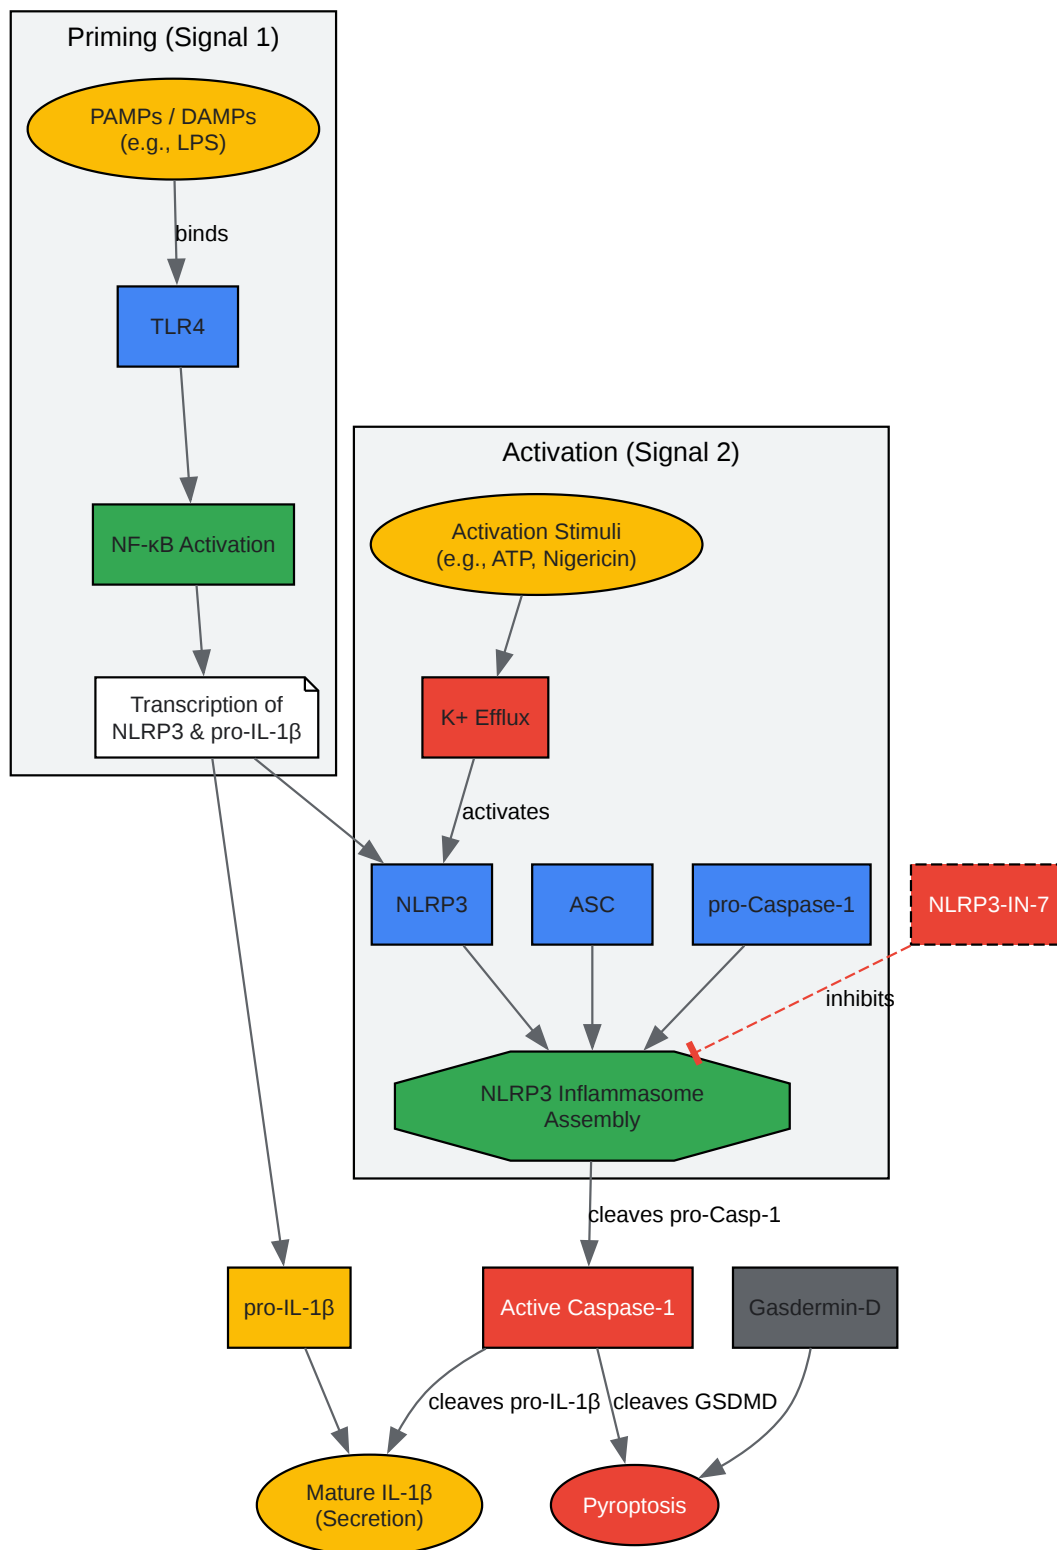 Priming (Signal 1)
PAMPs / DAMPs
(e.g., LPS)
binds
TLR4
NF-κB Activation
Transcription of
NLRP3 & pro-IL-1β
Activation (Signal 2)
Activation Stimuli
(e.g., ATP, Nigericin)
K+ Efflux
activates
NLRP3
ASC
pro-Caspase-1
NLRP3-IN-7
inhibits
NLRP3 Inflammasome
Assembly
cleaves pro-Casp-1
pro-IL-1β
Active Caspase-1
Gasdermin-D
cleaves pro-IL-1β
cleaves GSDMD
Mature IL-1β
(Secretion)
Pyroptosis